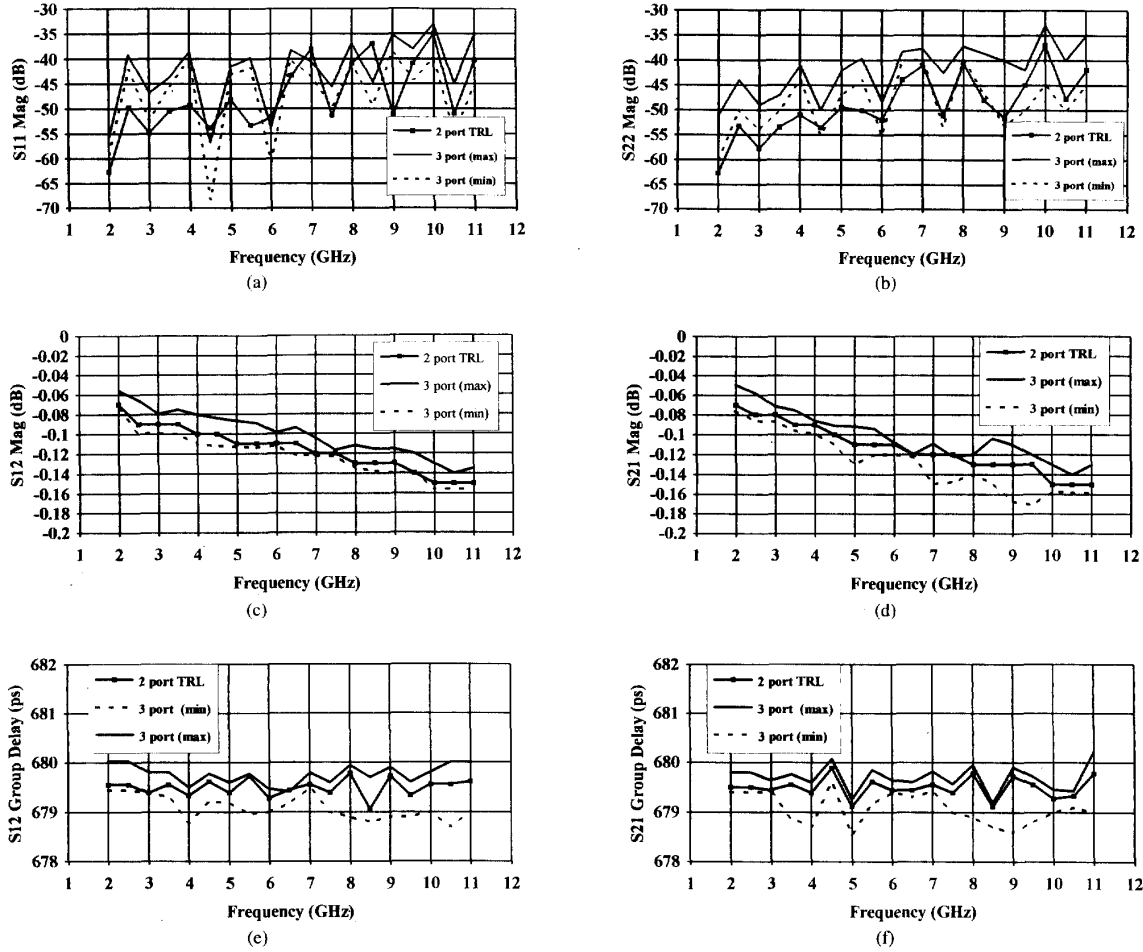 -30
-35
-40
-45
-50
-55
-60
-65
-70
S11 Mag (dB)
2 port TRL
3 port (max)
3 port (min)
1 2 3 4 5 6 7 8 9 10 11 12
Frequency (GHz)
(a)
-30
-35
-40
-45
-50
-55
-60
-65
-70
S22 Mag (dB)
2 port TRL
3 port (max)
3 port (min)
1 2 3 4 5 6 7 8 9 10 11 12
Frequency (GHz)
(b)
0
-0.02
-0.04
-0.06
-0.08
-0.1
-0.12
-0.14
-0.16
-0.18
-0.2
S12 Mag (dB)
2 port TRL
3 port (max)
3 port (min)
1 2 3 4 5 6 7 8 9 10 11 12
Frequency (GHz)
(c)
0
-0.02
-0.04
-0.06
-0.08
-0.1
-0.12
-0.14
-0.16
-0.18
-0.2
S21 Mag (dB)
2 port TRL
3 port (max)
3 port (min)
1 2 3 4 5 6 7 8 9 10 11 12
Frequency (GHz)
(d)
682
681
680
679
678
S12 Group Delay (ps)
2 port TRL
3 port (min)
3 port (max)
1 2 3 4 5 6 7 8 9 10 11 12
Frequency (GHz)
(e)
682
681
680
679
678
S21 Group Delay (ps)
2 port TRL
3 port (max)
3 port (min)
1 2 3 4 5 6 7 8 9 10 11 12
Frequency (GHz)
(f)